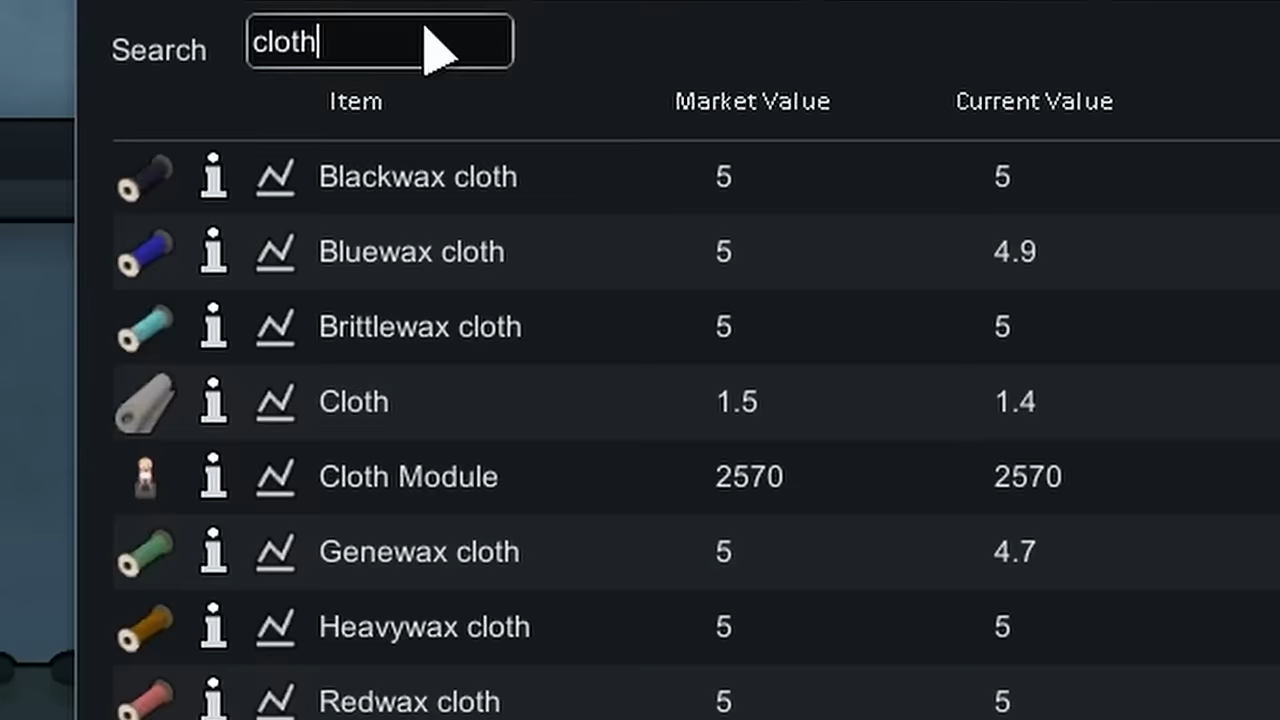 Search cloth
Item Market Value Current Value
Blackwax cloth 5 5
Bluewax cloth 5 4.9
Brittlewax cloth 5 5
Cloth 1.5 1.4
Cloth Module 2570 2570
Genewax cloth 5 4.7
Heavywax cloth 5 5
Redwax cloth 5 5